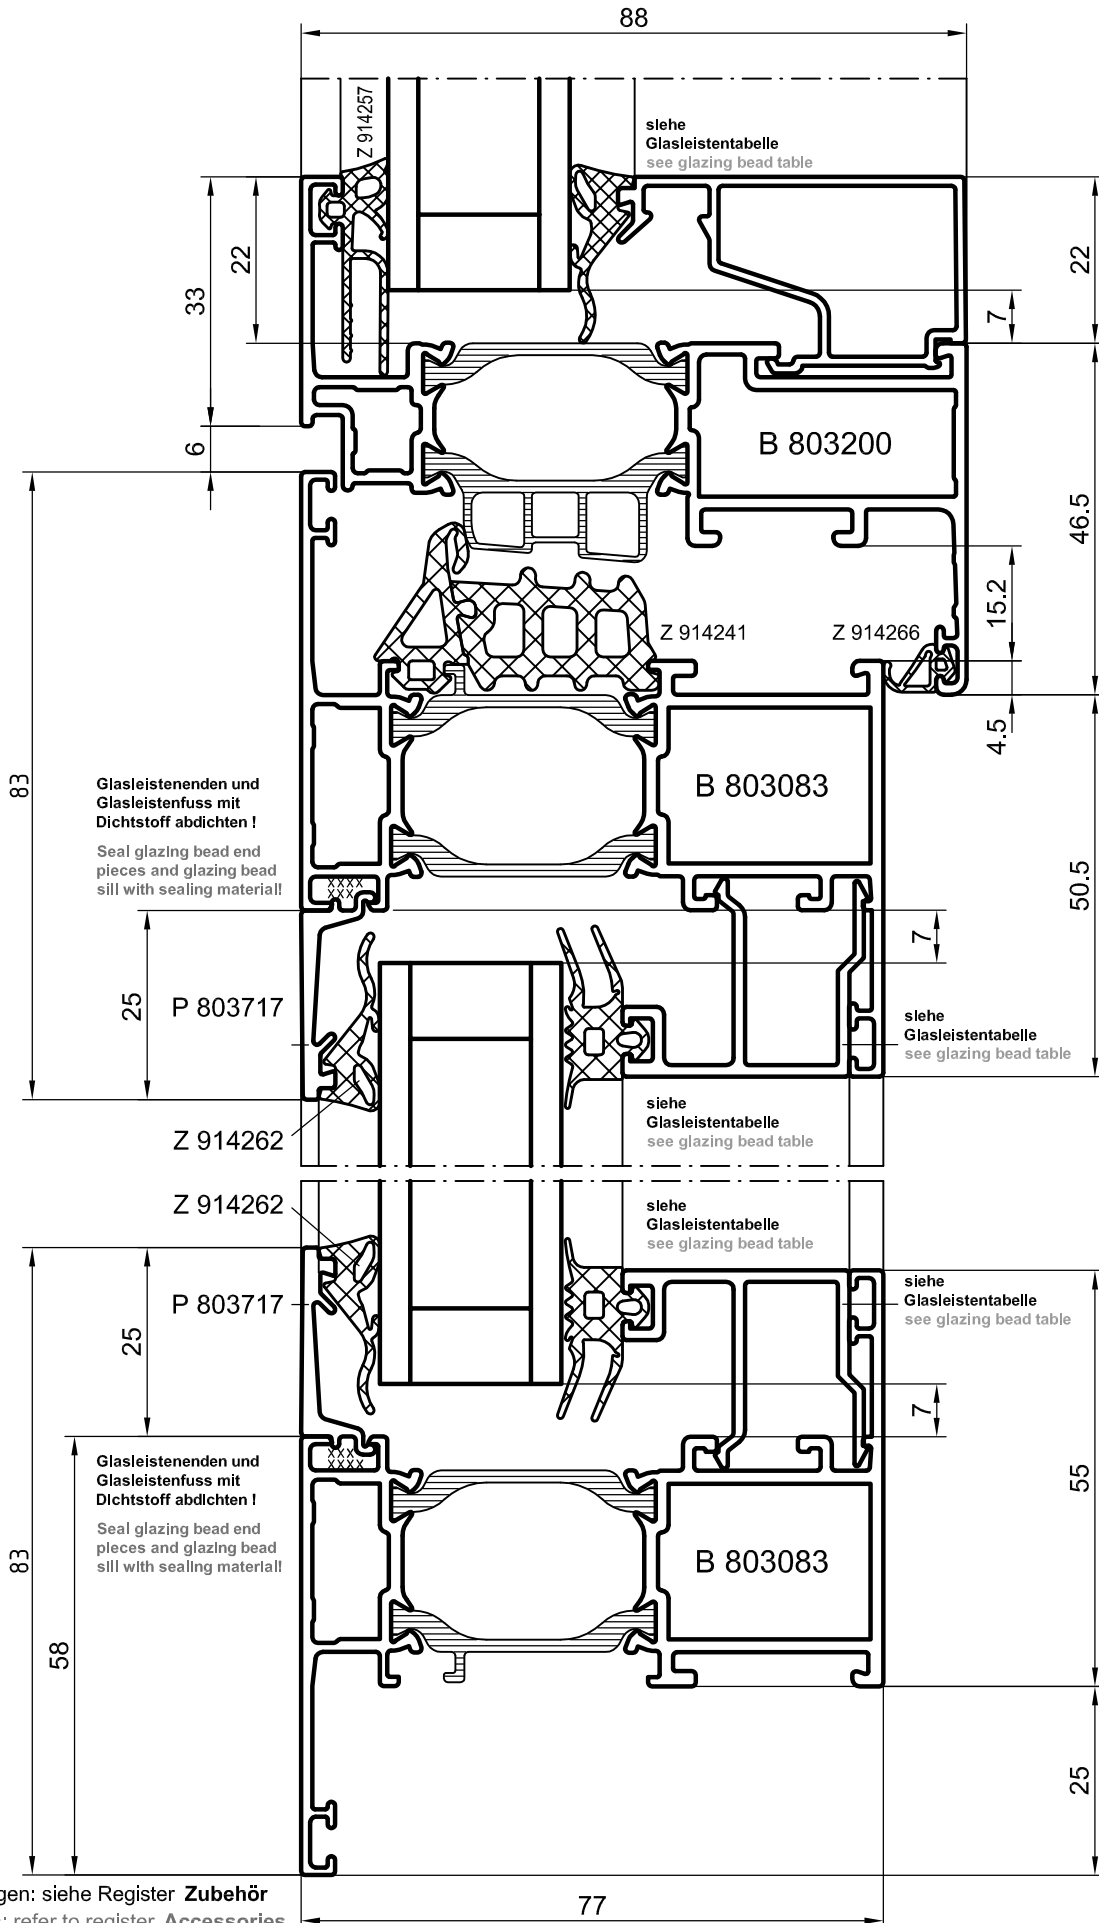 88
Z 914257
siehe
Glasleistentabelle
see glazing bead table
22
33
22
7
6
B 803200
46.5
15.2
Z 914241
Z 914266
4.5
83
Glasleistenenden und
Glasleistenfuss mit
Dichtstoff abdichten !
Seal glazing bead end
pieces and glazing bead
sill with sealing material!
B 803083
50.5
7
25
P 803717
siehe
Glasleistentabelle
see glazing bead table
siehe
Glasleistentabelle
see glazing bead table
Z 914262
Z 914262
siehe
Glasleistentabelle
see glazing bead table
P 803717
siehe
Glasleistentabelle
see glazing bead table
25
7
Glasleistenenden und
Glasleistenfuss mit
Dichtstoff abdichten !
Seal glazing bead end
pieces and glazing bead
sill with sealing material!
55
83
B 803083
58
25
gen: siehe Register Zubehör
: refer to register Accessories
77